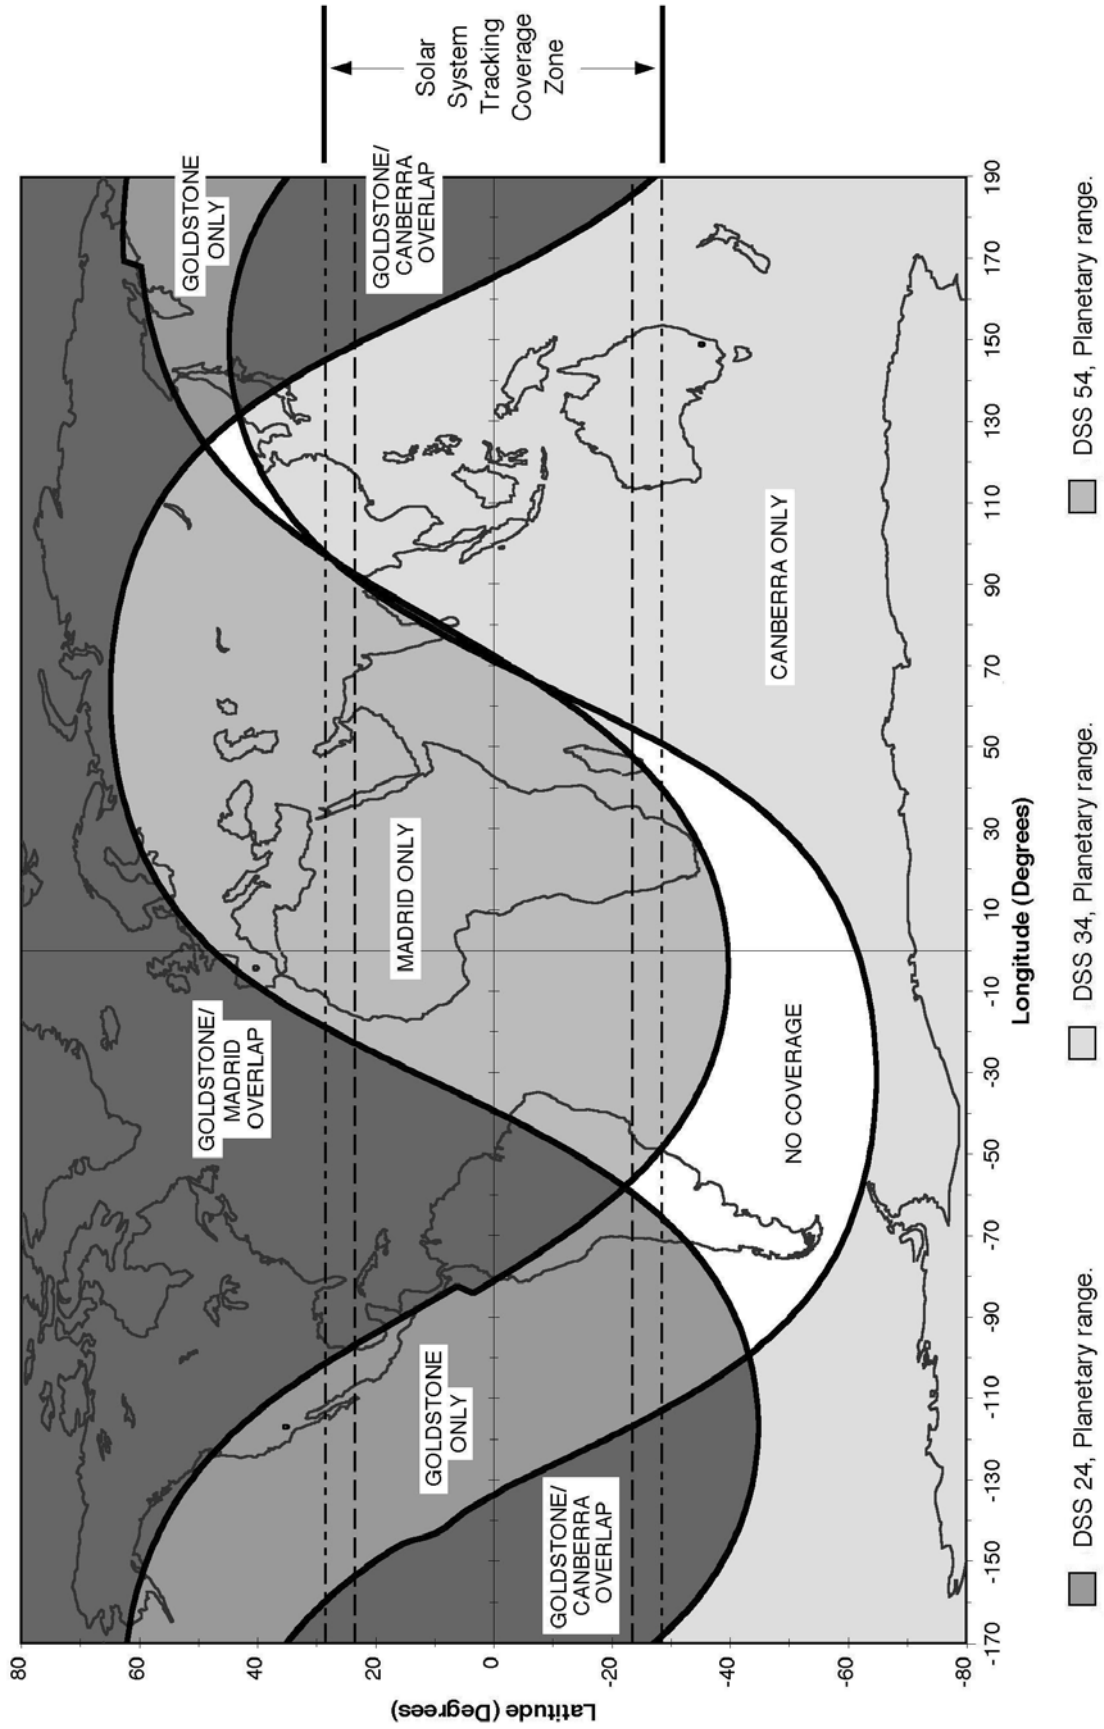 Solar
System
Tracking
Coverage
Zone
GOLDSTONE
ONLY
GOLDSTONE/
CANBERRA
OVERLAP
GOLDSTONE/
MADRID
OVERLAP
MADRID ONLY
CANBERRA ONLY
NO COVERAGE
GOLDSTONE
ONLY
GOLDSTONE/
CANBERRA
OVERLAP
Latitude (Degrees)
80
60
40
20
0
-20
-40
-60
-80
-170
-150
-130
-110
-90
-70
-50
-30
-10
10
30
50
70
90
110
130
150
170
190
Longitude (Degrees)
DSS 24, Planetary range.
DSS 34, Planetary range.
DSS 54, Planetary range.